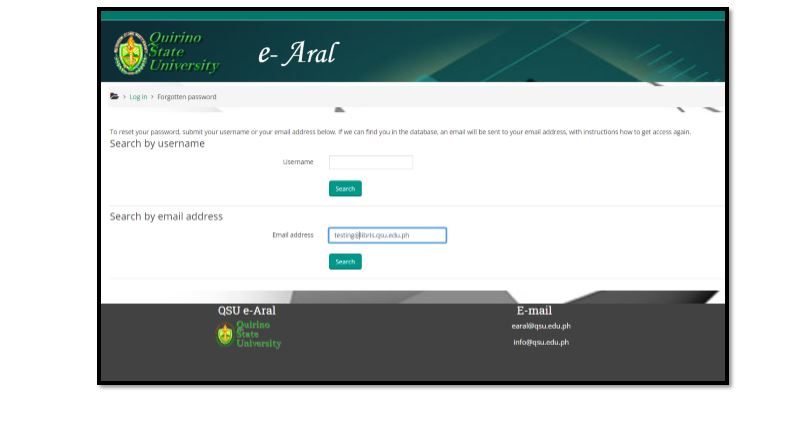 Quirino
State
University
e- Aral
> Log in > Forgotten password
To reset your password, submit your username or your email address below. If we can find you in the database, an email will be sent to your email address, with instructions how to get access again.
Search by username
Username
Search
Search by email address
Email address testing@libris.qsu.edu.ph
Search
QSU e-Aral
Quirino
State
University
E-mail
earal@qsu.edu.ph
info@qsu.edu.ph